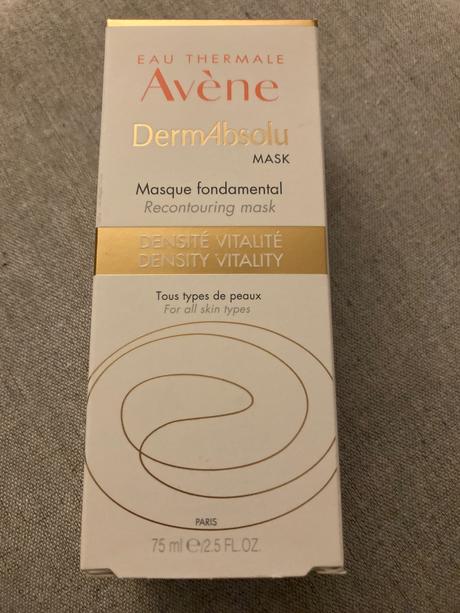 EAU THERMALE
Avène
DermAbsolu
MASK
Masque fondamental
Recontouring mask
DENSITÉ VITALITÉ
DENSITY VITALITY
Tous types de peaux
For all skin types
PARIS
75 ml ℮/2.5 FL.OZ.